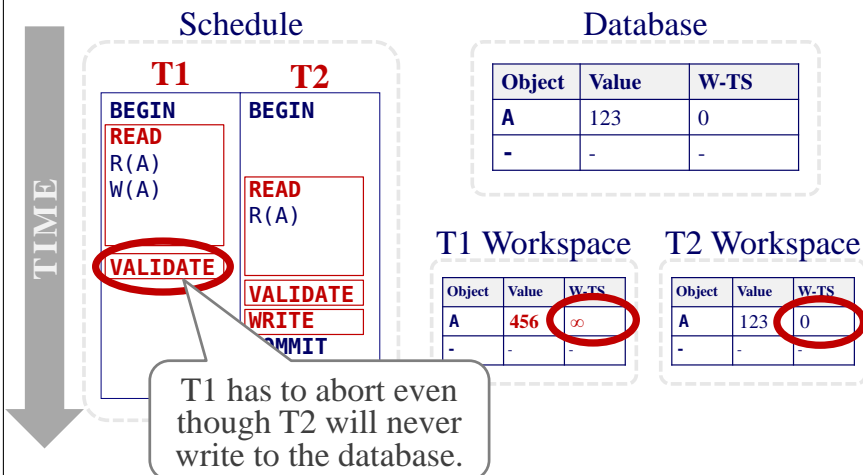 Schedule
Database
T1
T2
Object Value W-TS
A 123 0
- - -
BEGIN
READ
R(A)
W(A)
VALIDATE
BEGIN
READ
R(A)
VALIDATE
WRITE
TIME
T1 Workspace
Object Value W-TS
A 456 ∞
- - -
T2 Workspace
Object Value W-TS
A 123 0
- - -
T1 has to abort even
though T2 will never
write to the database.